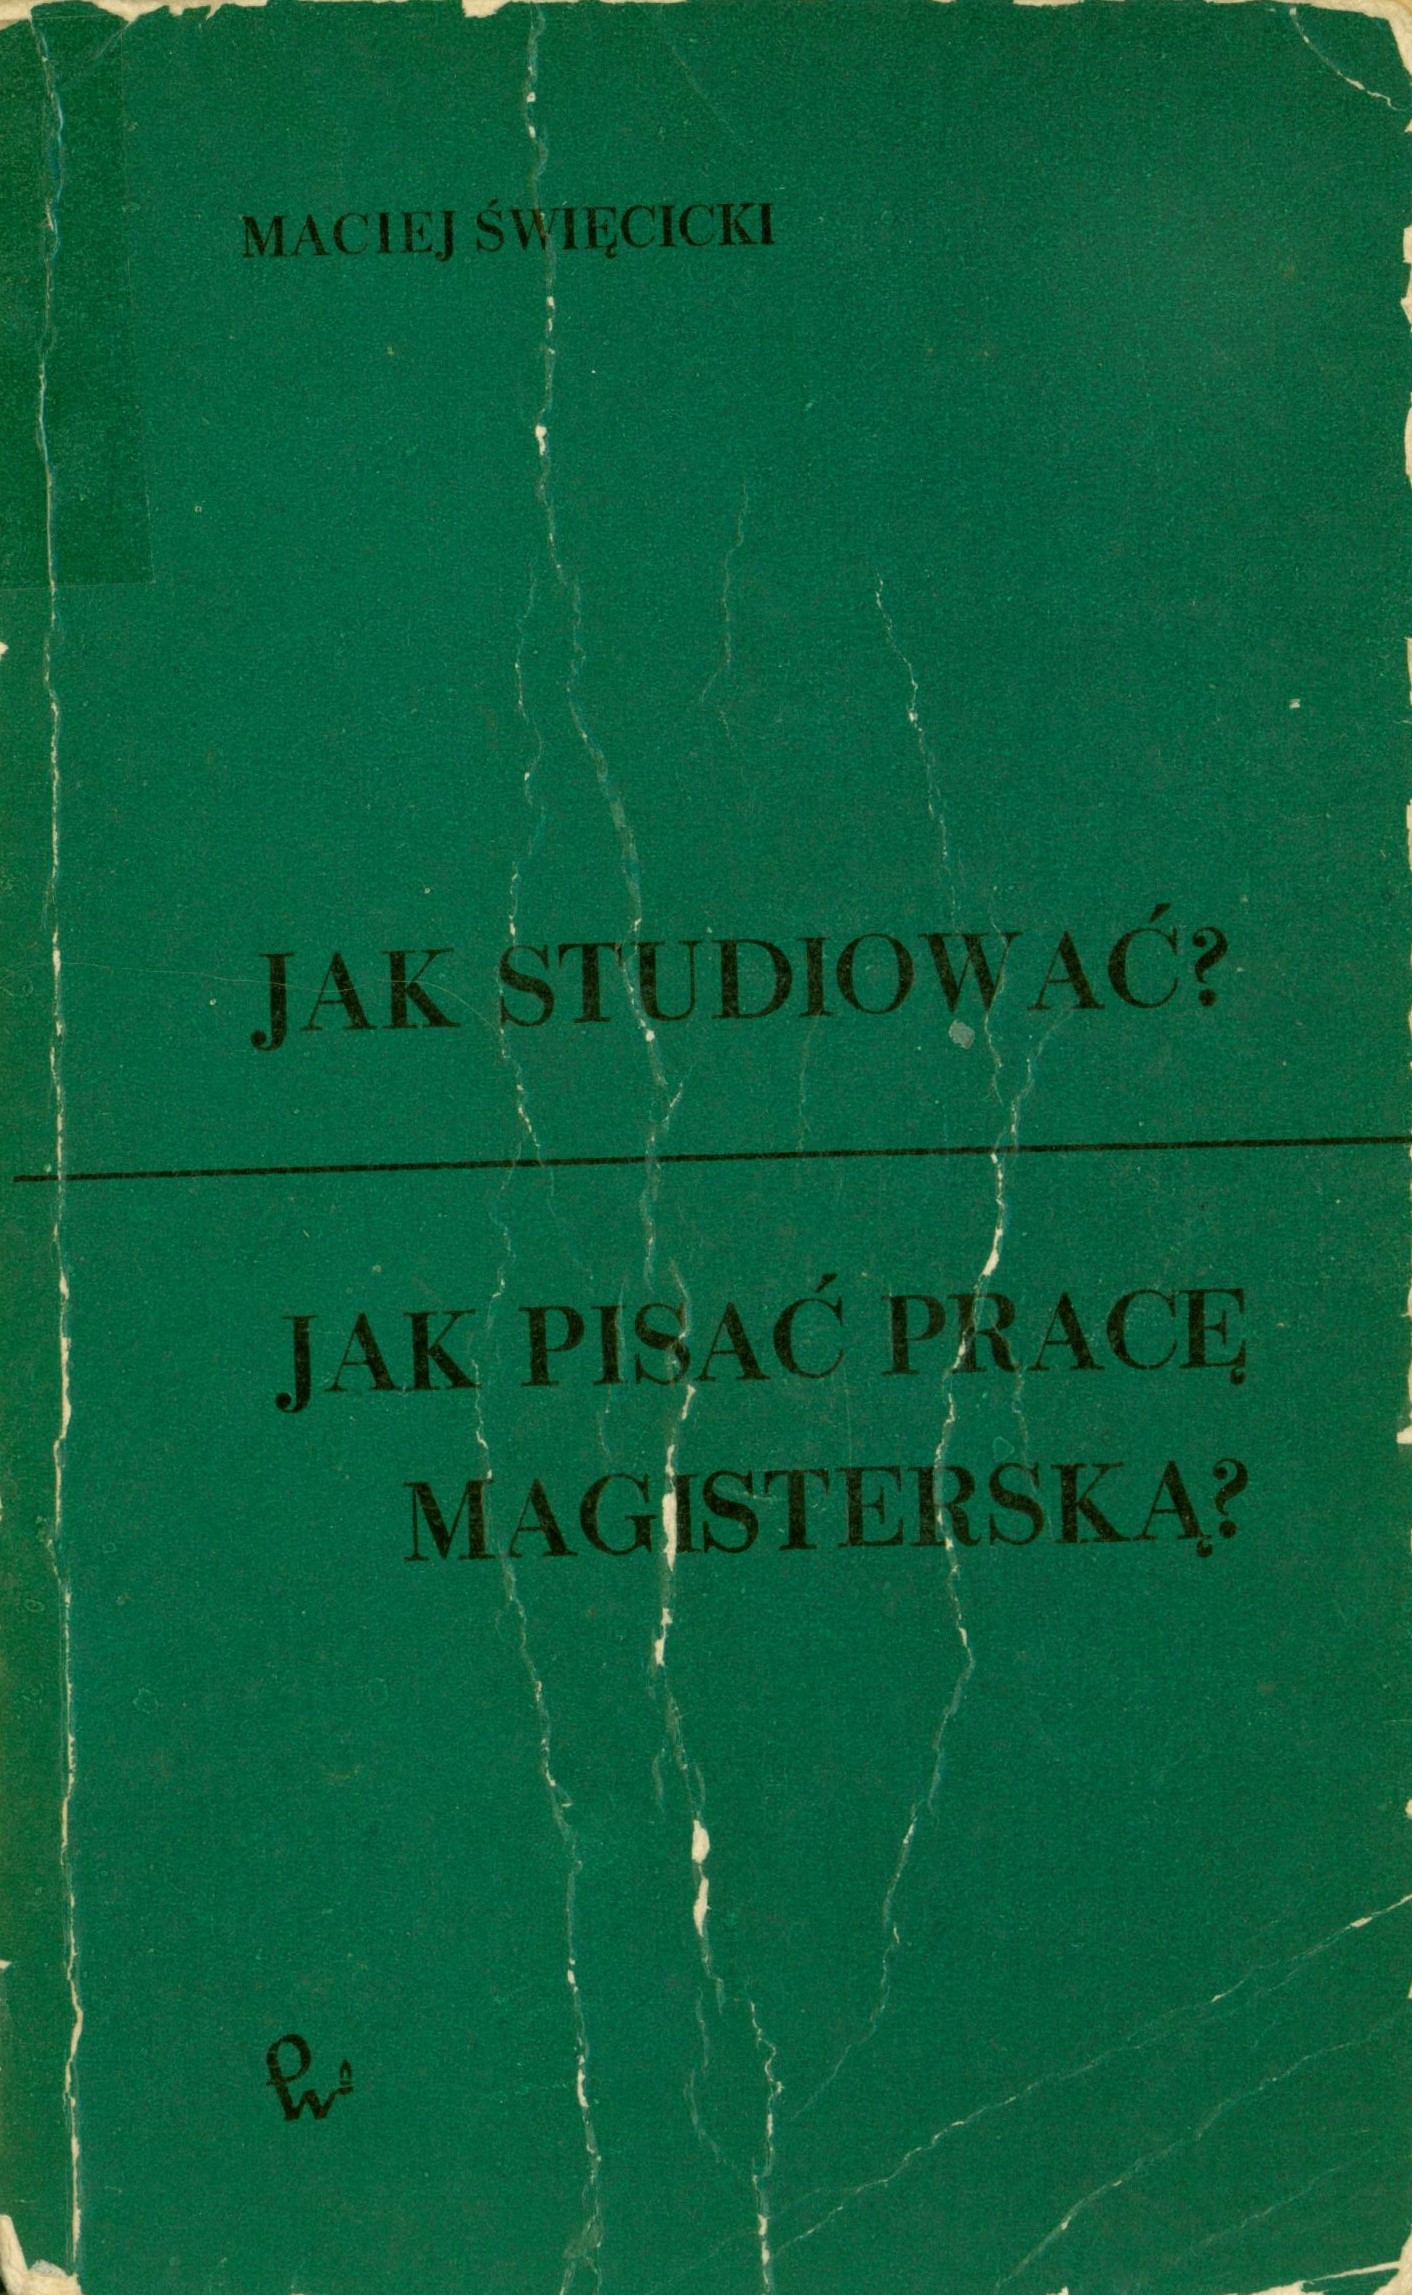 MACIEJ ŚWIĘCICKI
JAK STUDIOWAĆ?
JAK PISAĆ PRACĘ
MAGISTERSKĄ?